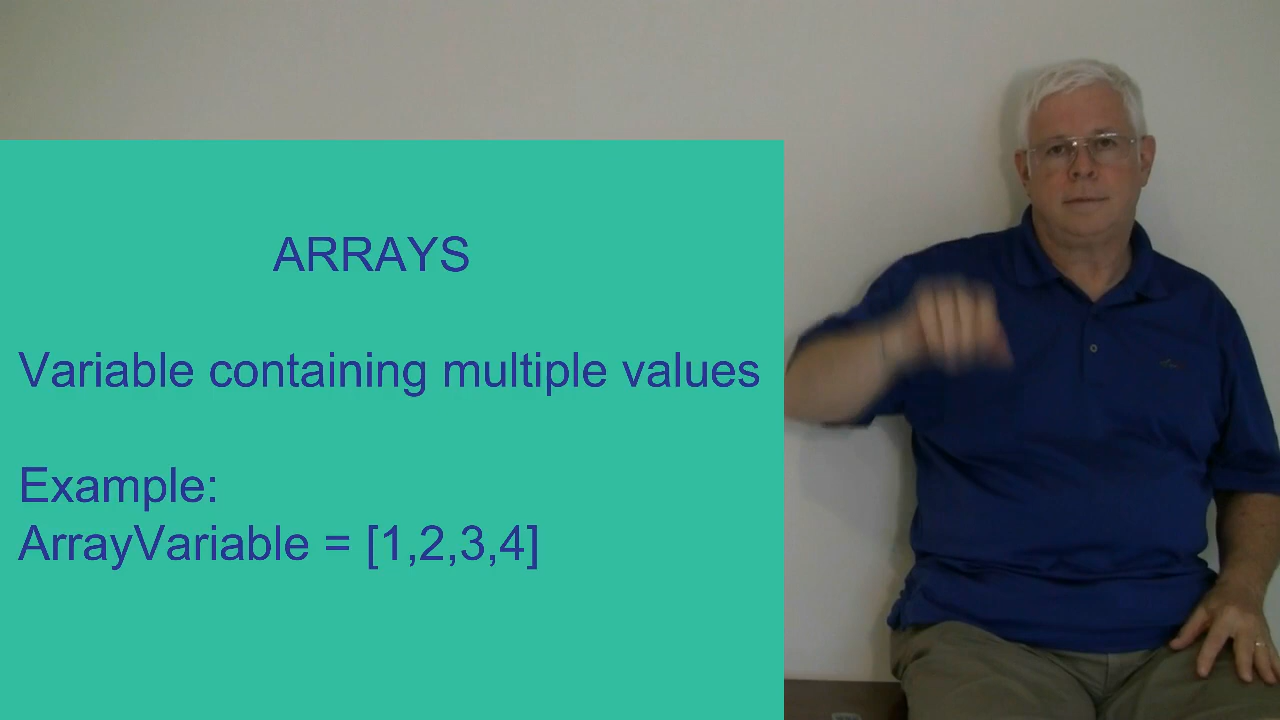 ARRAYS
Variable containing multiple values
Example:
ArrayVariable = [1,2,3,4]